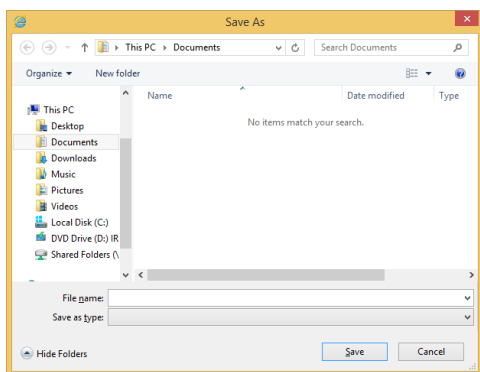 Save As
This PC Documents
Search Documents
Organize New folder
Name Date modified Type
No items match your search.
This PC
Desktop
Documents
Downloads
Music
Pictures
Videos
Local Disk (C:)
DVD Drive (D:) IR
Shared Folders (\
File name:
Save as type:
Hide Folders
Save Cancel